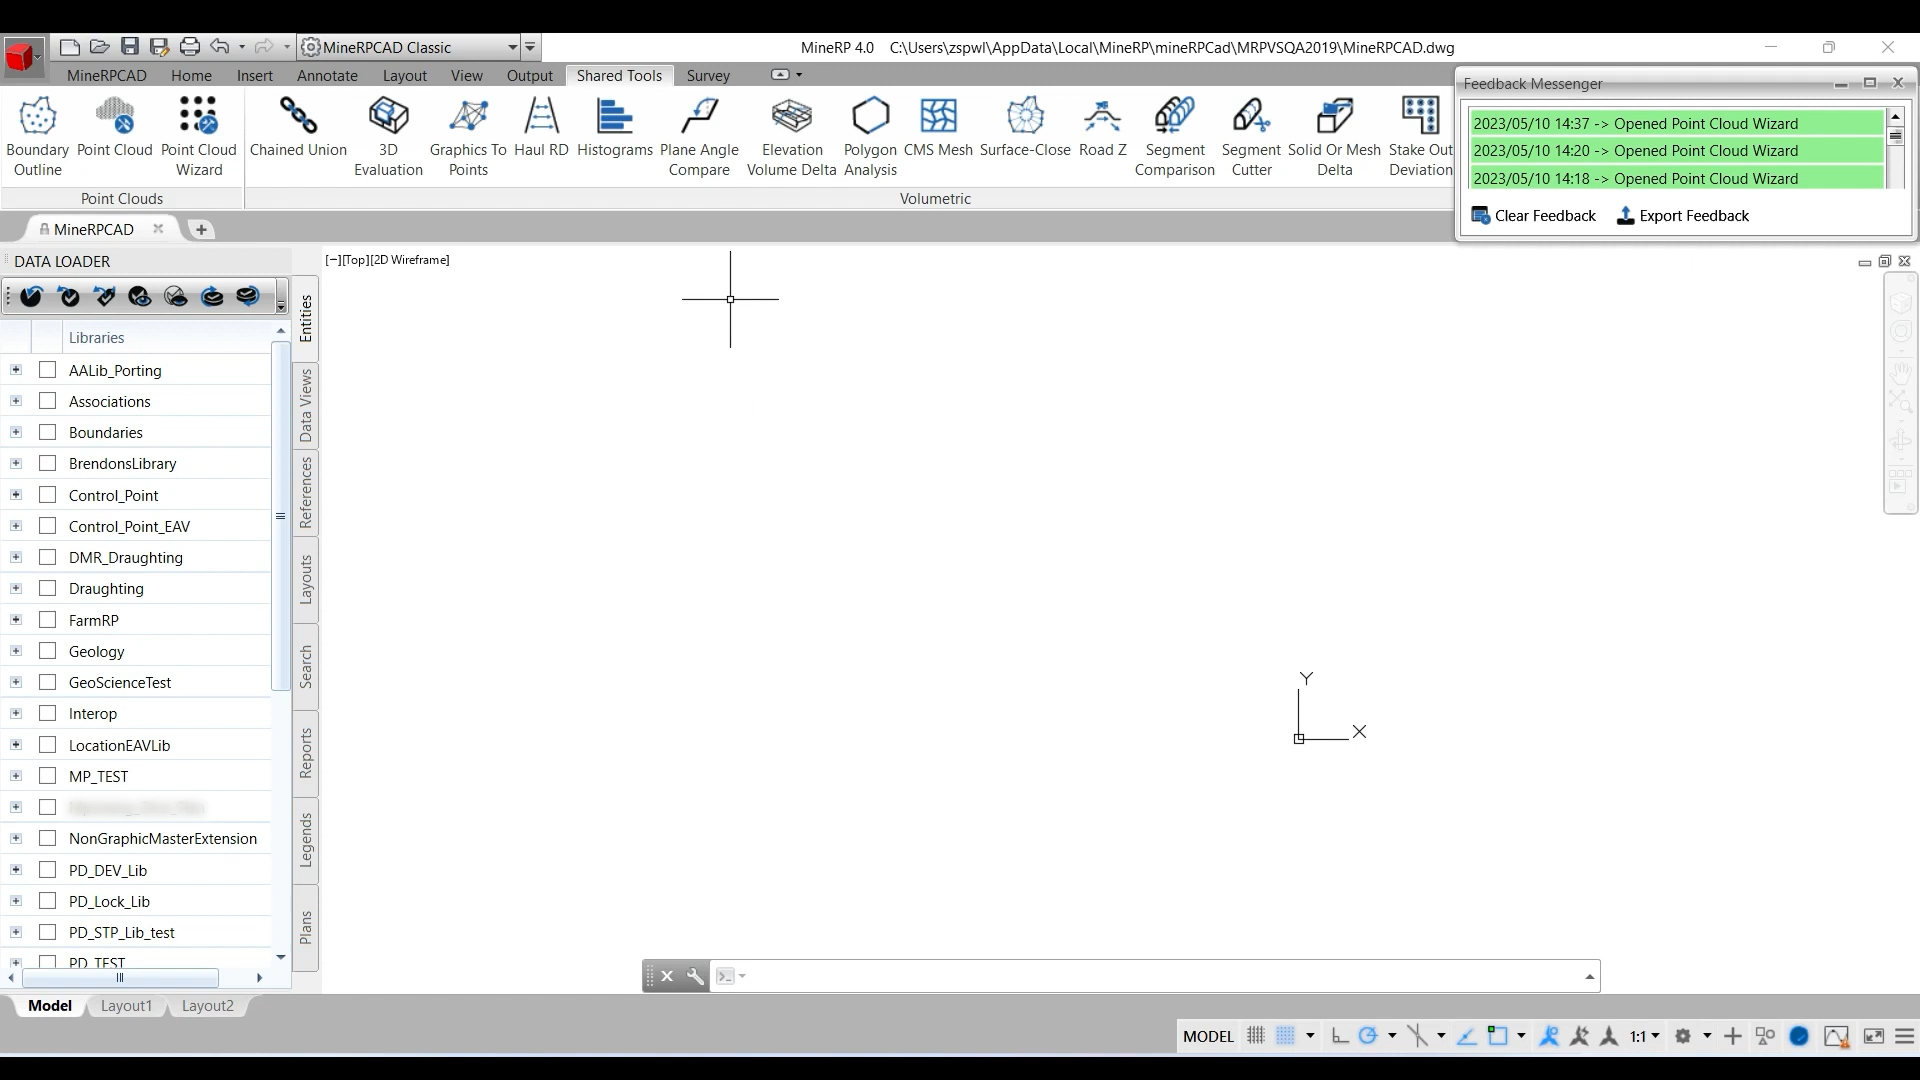 MineRPCAD Classic
MineRP 4.0 C:\Users\zspwl\AppData\Local\MineRP\mineRPCad\MRPVSQA2019\MineRPCAD.dwg
MineRPCAD Home Insert Annotate Layout View Output Shared Tools Survey
Feedback Messenger
2023/05/10 14:37 -> Opened Point Cloud Wizard
2023/05/10 14:20 -> Opened Point Cloud Wizard
2023/05/10 14:18 -> Opened Point Cloud Wizard
Clear Feedback Export Feedback
Boundary Outline
Point Cloud
Point Cloud Wizard
Chained Union
3D Evaluation
Graphics To Points
Haul RD
Histograms
Plane Angle Compare
Elevation Volume Delta
Polygon Analysis
CMS Mesh
Surface-Close
Road Z
Segment Comparison
Segment Cutter
Solid Or Mesh Delta
Stake Out Deviation
Point Clouds
Volumetric
MineRPCAD
DATA LOADER
[−][Top][2D Wireframe]
Libraries
AALib_Porting
Associations
Boundaries
BrendonsLibrary
Control_Point
Control_Point_EAV
DMR_Draughting
Draughting
FarmRP
Geology
GeoScienceTest
Interop
LocationEAVLib
MP_TEST
NonGraphicMasterExtension
PD_DEV_Lib
PD_Lock_Lib
PD_STP_Lib_test
PD_TEST
Entities
Data Views
References
Layouts
Search
Reports
Legends
Plans
Y
X
Model Layout1 Layout2
MODEL
1:1